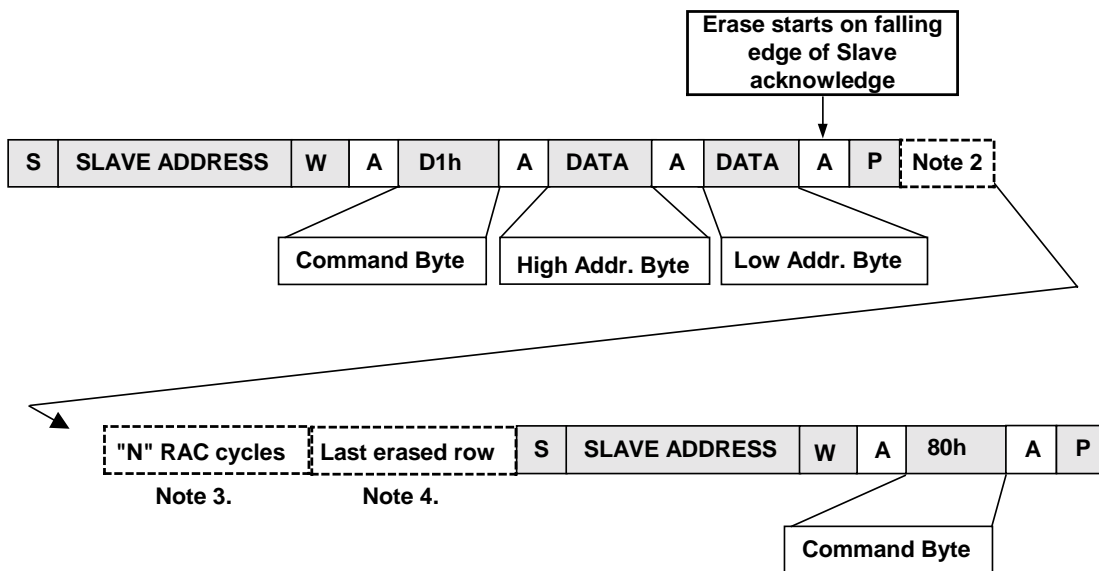 Erase starts on falling
edge of Slave
acknowledge
S SLAVE ADDRESS W A D1h A DATA A DATA A P Note 2
Command Byte High Addr. Byte Low Addr. Byte
"N" RAC cycles Last erased row S SLAVE ADDRESS W A 80h A P
Note 3. Note 4.
Command Byte